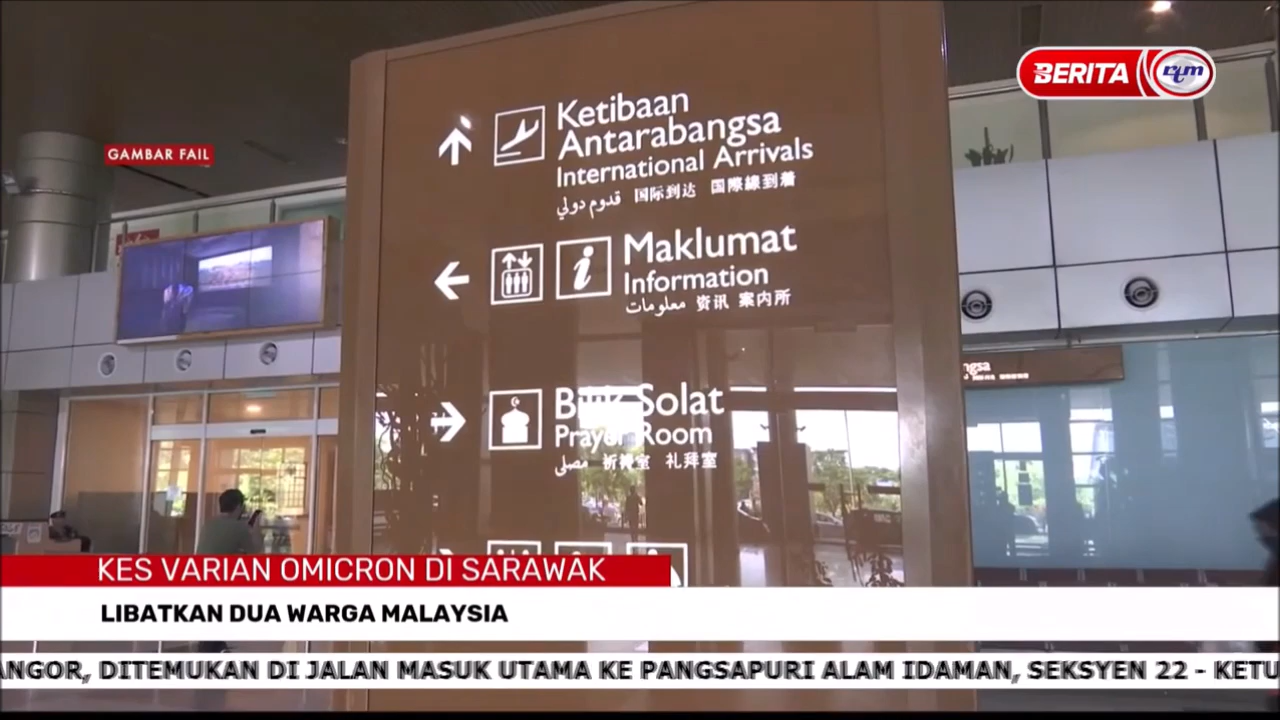 BERITA rtm
GAMBAR FAIL
Ketibaan
Antarabangsa
International Arrivals
قدوم دولي 国际到达 国際線到着
Maklumat
Information
معلومات 资讯 案内所
Bilik Solat
Prayer Room
مصلى 祈祷室 礼拜室
ngsa
KES VARIAN OMICRON DI SARAWAK
LIBATKAN DUA WARGA MALAYSIA
ANGOR, DITEMUKAN DI JALAN MASUK UTAMA KE PANGSAPURI ALAM IDAMAN, SEKSYEN 22 - KETU